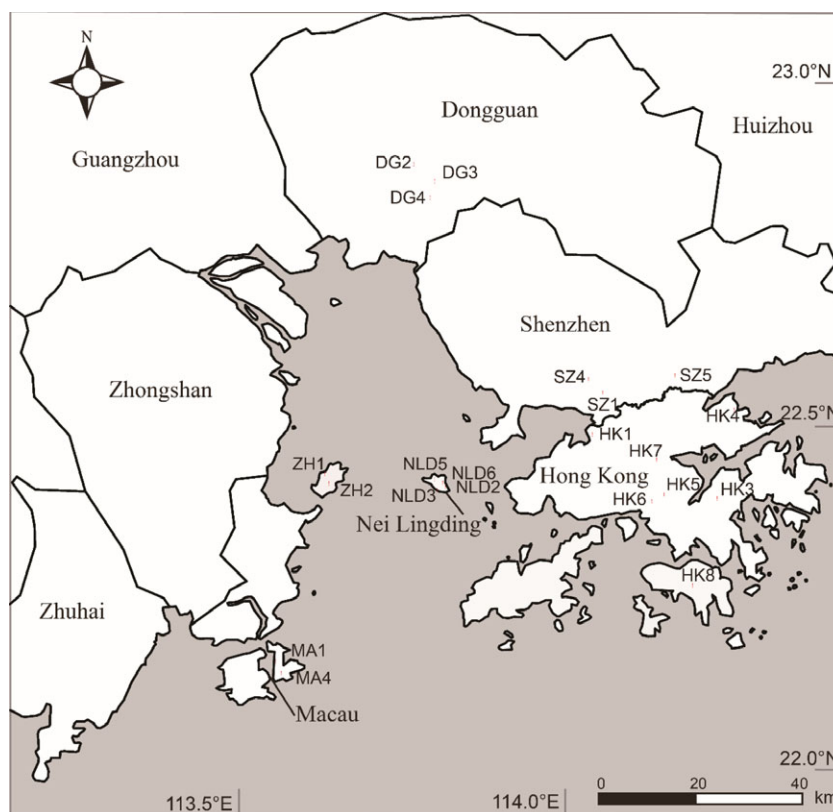 N
23.0°N
Dongguan
Huizhou
Guangzhou
DG2
DG3
DG4
Shenzhen
Zhongshan
SZ4
SZ5
SZ1
HK4
22.5°N
HK1
HK7
ZH1
NLD5
NLD6
Hong Kong
ZH2
NLD2
HK5
HK3
NLD3
HK6
Nei Lingding
HK8
Zhuhai
MA1
MA4
Macau
22.0°N
113.5°E
114.0°E
0
20
40
km